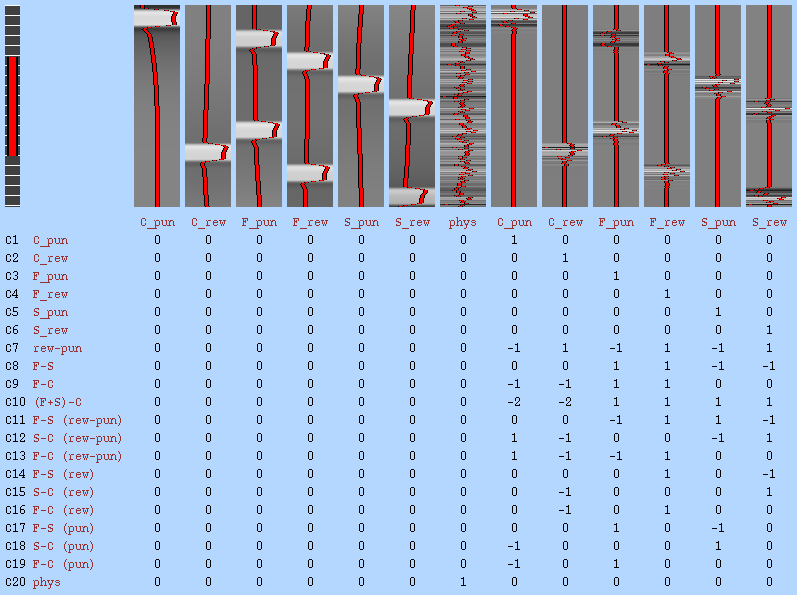 C_pun C_rew F_pun F_rew S_pun S_rew phys C_pun C_rew F_pun F_rew S_pun S_rew
C1 C_pun 0 0 0 0 0 0 0 1 0 0 0 0 0
C2 C_rew 0 0 0 0 0 0 0 0 1 0 0 0 0
C3 F_pun 0 0 0 0 0 0 0 0 0 1 0 0 0
C4 F_rew 0 0 0 0 0 0 0 0 0 0 1 0 0
C5 S_pun 0 0 0 0 0 0 0 0 0 0 0 1 0
C6 S_rew 0 0 0 0 0 0 0 0 0 0 0 0 1
C7 rew-pun 0 0 0 0 0 0 0 -1 1 -1 1 -1 1
C8 F-S 0 0 0 0 0 0 0 0 0 1 1 -1 -1
C9 F-C 0 0 0 0 0 0 0 -1 -1 1 1 0 0
C10 (F+S)-C 0 0 0 0 0 0 0 -2 -2 1 1 1 1
C11 F-S (rew-pun) 0 0 0 0 0 0 0 0 0 -1 1 1 -1
C12 S-C (rew-pun) 0 0 0 0 0 0 0 1 -1 0 0 -1 1
C13 F-C (rew-pun) 0 0 0 0 0 0 0 1 -1 -1 1 0 0
C14 F-S (rew) 0 0 0 0 0 0 0 0 0 0 1 0 -1
C15 S-C (rew) 0 0 0 0 0 0 0 0 -1 0 0 0 1
C16 F-C (rew) 0 0 0 0 0 0 0 0 -1 0 1 0 0
C17 F-S (pun) 0 0 0 0 0 0 0 0 0 1 0 -1 0
C18 S-C (pun) 0 0 0 0 0 0 0 -1 0 0 0 1 0
C19 F-C (pun) 0 0 0 0 0 0 0 -1 0 1 0 0 0
C20 phys 0 0 0 0 0 0 1 0 0 0 0 0 0